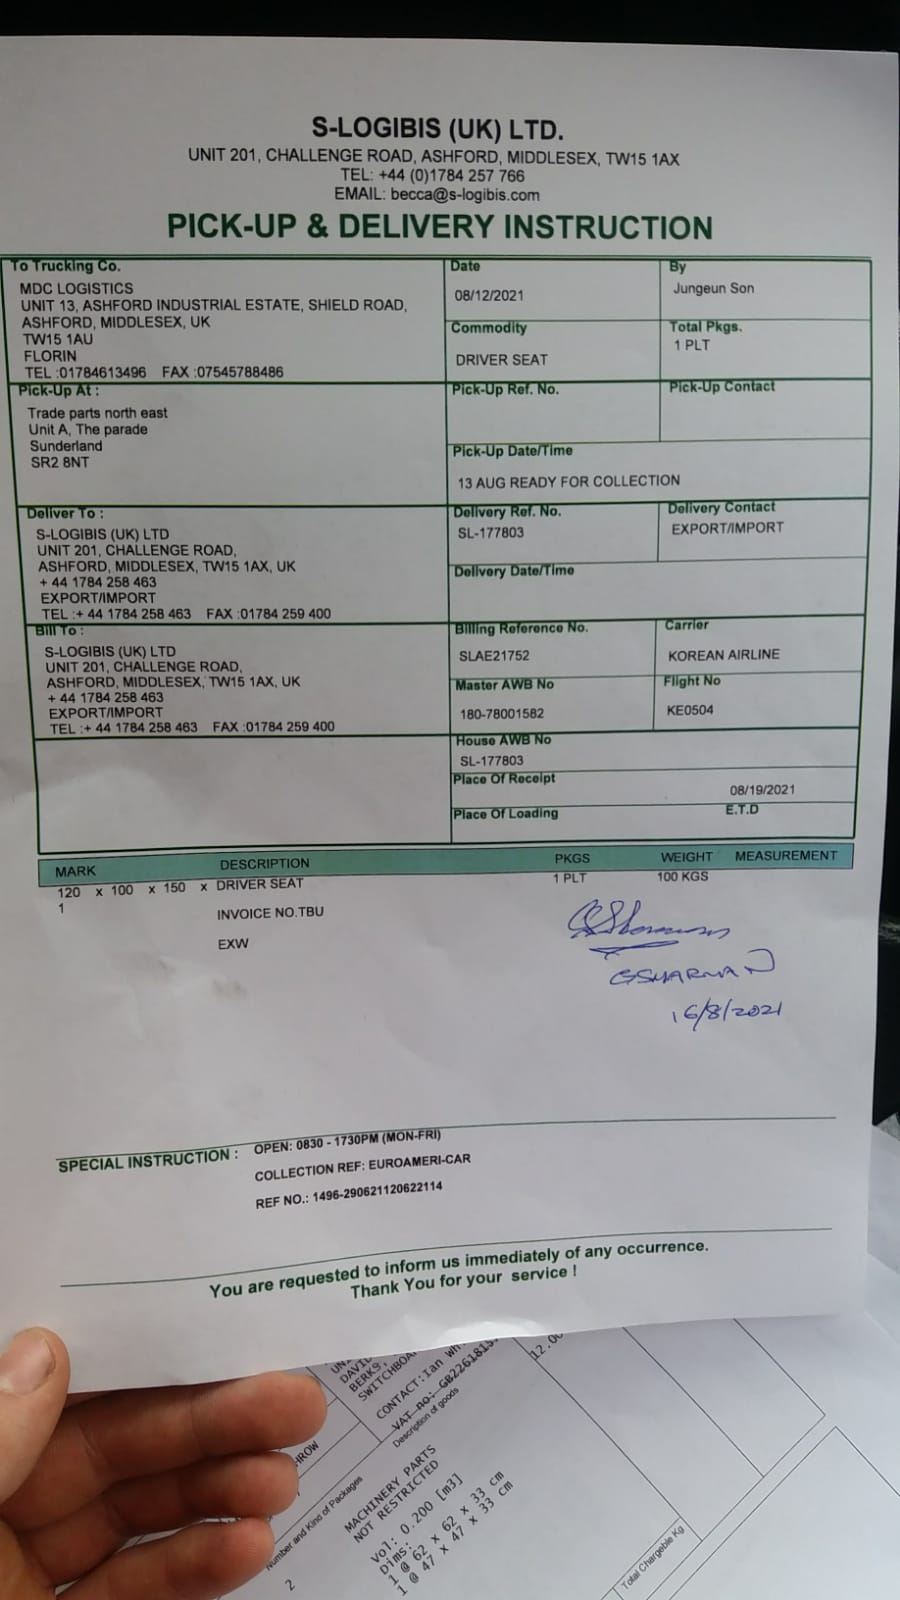 S-LOGIBIS (UK) LTD.
UNIT 201, CHALLENGE ROAD, ASHFORD, MIDDLESEX, TW15 1AX
TEL: +44 (0)1784 257 766
EMAIL: becca@s-logibis.com
PICK-UP & DELIVERY INSTRUCTION
To Trucking Co.
MDC LOGISTICS
UNIT 13, ASHFORD INDUSTRIAL ESTATE, SHIELD ROAD,
ASHFORD, MIDDLESEX, UK
TW15 1AU
FLORIN
TEL :01784613496 FAX :07545788486
Date
08/12/2021
By
Jungeun Son
Commodity
DRIVER SEAT
Total Pkgs.
1 PLT
Pick-Up At :
Trade parts north east
Unit A, The parade
Sunderland
SR2 8NT
Pick-Up Ref. No.
Pick-Up Contact
Pick-Up Date/Time
13 AUG READY FOR COLLECTION
Deliver To :
S-LOGIBIS (UK) LTD
UNIT 201, CHALLENGE ROAD,
ASHFORD, MIDDLESEX, TW15 1AX, UK
+ 44 1784 258 463
EXPORT/IMPORT
TEL :+ 44 1784 258 463 FAX :01784 259 400
Delivery Ref. No.
SL-177803
Delivery Contact
EXPORT/IMPORT
Delivery Date/Time
Bill To :
S-LOGIBIS (UK) LTD
UNIT 201, CHALLENGE ROAD,
ASHFORD, MIDDLESEX, TW15 1AX, UK
+ 44 1784 258 463
EXPORT/IMPORT
TEL :+ 44 1784 258 463 FAX :01784 259 400
Billing Reference No.
SLAE21752
Carrier
KOREAN AIRLINE
Master AWB No
180-78001582
Flight No
KE0504
House AWB No
SL-177803
Place Of Receipt
08/19/2021
Place Of Loading
E.T.D
MARK DESCRIPTION PKGS WEIGHT MEASUREMENT
120 x 100 x 150 x DRIVER SEAT 1 PLT 100 KGS
1
INVOICE NO.TBU
EXW
GSHARMAN
16/8/2021
SPECIAL INSTRUCTION :
OPEN: 0830 - 1730PM (MON-FRI)
COLLECTION REF: EUROAMERI-CAR
REF NO.: 1496-290621120622114
You are requested to inform us immediately of any occurrence.
Thank You for your service !
BERKS,
CONTACT:Ian
VAT no:
Description of goods
Number and Kind of Packages
2
MACHINERY PARTS
NOT RESTRICTED
Vol: 0.200 [m3]
Dims:
1 @ 62 x 62 x 33 cm
1 @ 47 x 47 x 33 cm
Total Chargeable Kg